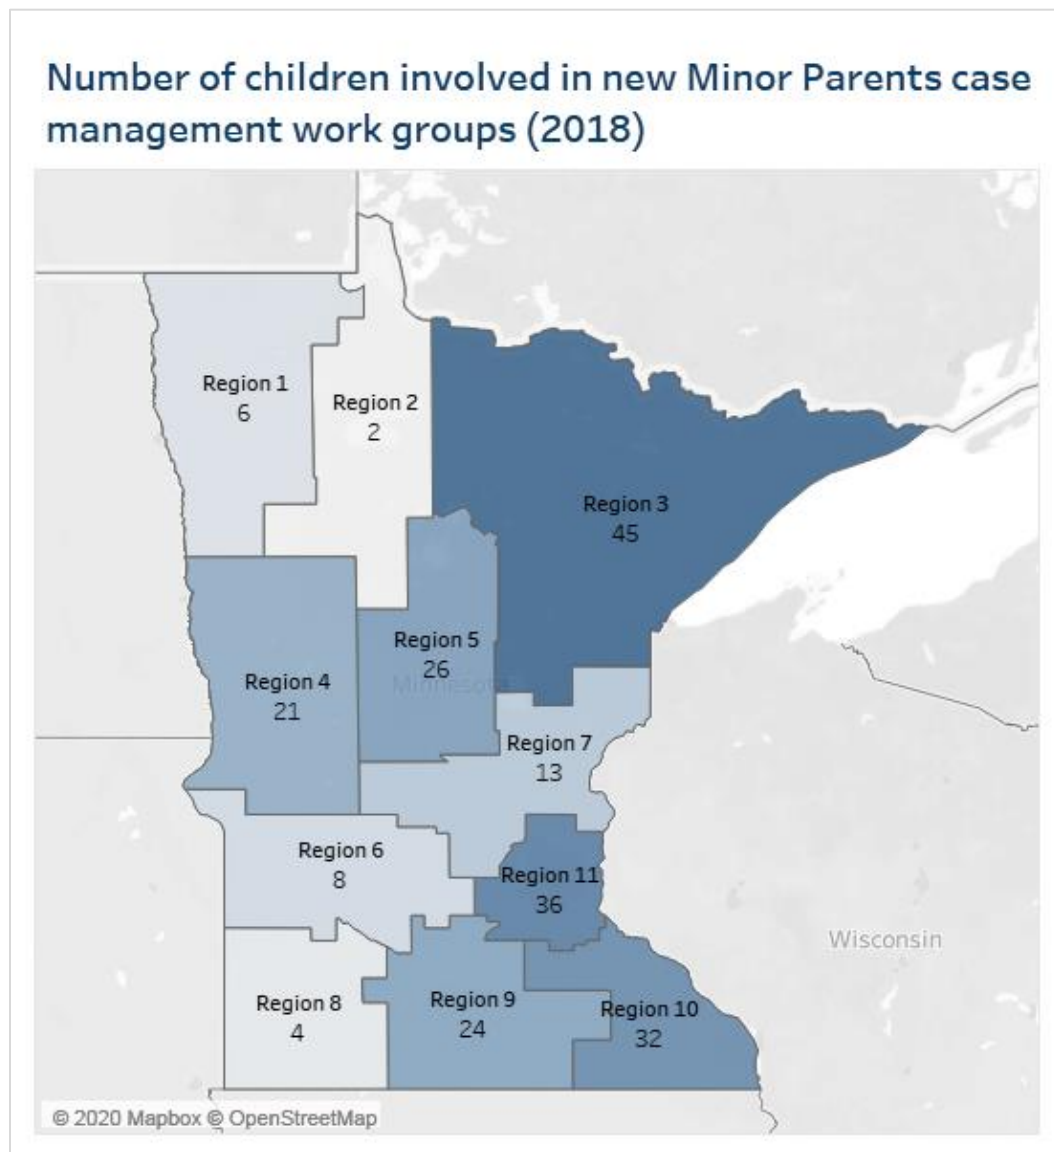 Number of children involved in new Minor Parents case
management work groups (2018)
Region 1
6
Region 2
2
Region 3
45
Region 5
26
Minnesota
Region 4
21
Region 7
13
Region 6
8
Region 11
36
Wisconsin
Region 8
4
Region 9
24
Region 10
32
© 2020 Mapbox © OpenStreetMap